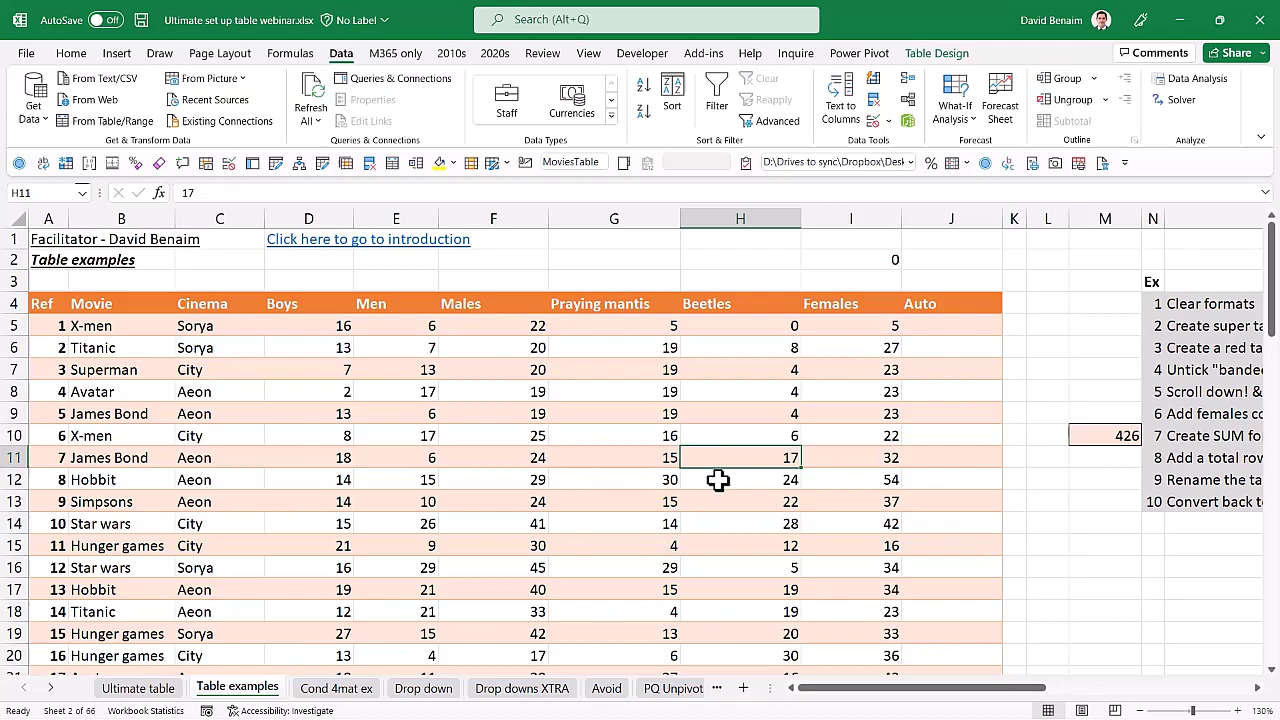 AutoSave Off Ultimate set up table webinar.xlsx No Label Search (Alt+Q) David Benaim
File Home Insert Draw Page Layout Formulas Data M365 only 2010s 2020s Review View Developer Add-ins Help Inquire Power Pivot Table Design Comments Share
Get Data From Text/CSV From Picture Refresh All Queries & Connections Staff Currencies Sort Filter Clear Text to Columns What-If Analysis Forecast Sheet Group Data Analysis
From Web Recent Sources Properties Reapply Ungroup Solver
From Table/Range Existing Connections Edit Links Advanced Subtotal
Get & Transform Data Queries & Connections Data Types Sort & Filter Data Tools Forecast Outline Analyze
MoviesTable D:\Drives to sync\Dropbox\Desk
H11 fx 17
A B C D E F G H I J K L M N
1 Facilitator - David Benaim Click here to go to introduction
2 Table examples 0
3 Ex
4 Ref Movie Cinema Boys Men Males Praying mantis Beetles Females Auto 1 Clear formats
5 1 X-men Sorya 16 6 22 5 0 5 2 Create super ta
6 2 Titanic Sorya 13 7 20 19 8 27 3 Create a red ta
7 3 Superman City 7 13 20 19 4 23 4 Untick "bande
8 4 Avatar Aeon 2 17 19 19 4 23 5 Scroll down! &
9 5 James Bond Aeon 13 6 19 19 4 23 6 Add females co
10 6 X-men City 8 17 25 16 6 22 426 7 Create SUM fo
11 7 James Bond Aeon 18 6 24 15 17 32 8 Add a total rov
12 8 Hobbit Aeon 14 15 29 30 24 54 9 Rename the ta
13 9 Simpsons Aeon 14 10 24 15 22 37 10 Convert back to
14 10 Star wars City 15 26 41 14 28 42
15 11 Hunger games City 21 9 30 4 12 16
16 12 Star wars Sorya 16 29 45 29 5 34
17 13 Hobbit Aeon 19 21 40 15 19 34
18 14 Titanic Aeon 12 21 33 4 19 23
19 15 Hunger games Sorya 27 15 42 13 20 33
20 16 Hunger games City 13 4 17 6 30 36
Ultimate table Table examples Cond 4mat ex Drop down Drop downs XTRA Avoid PQ Unpivot
Ready Sheet 2 of 66 Workbook Statistics Accessibility: Investigate 130%